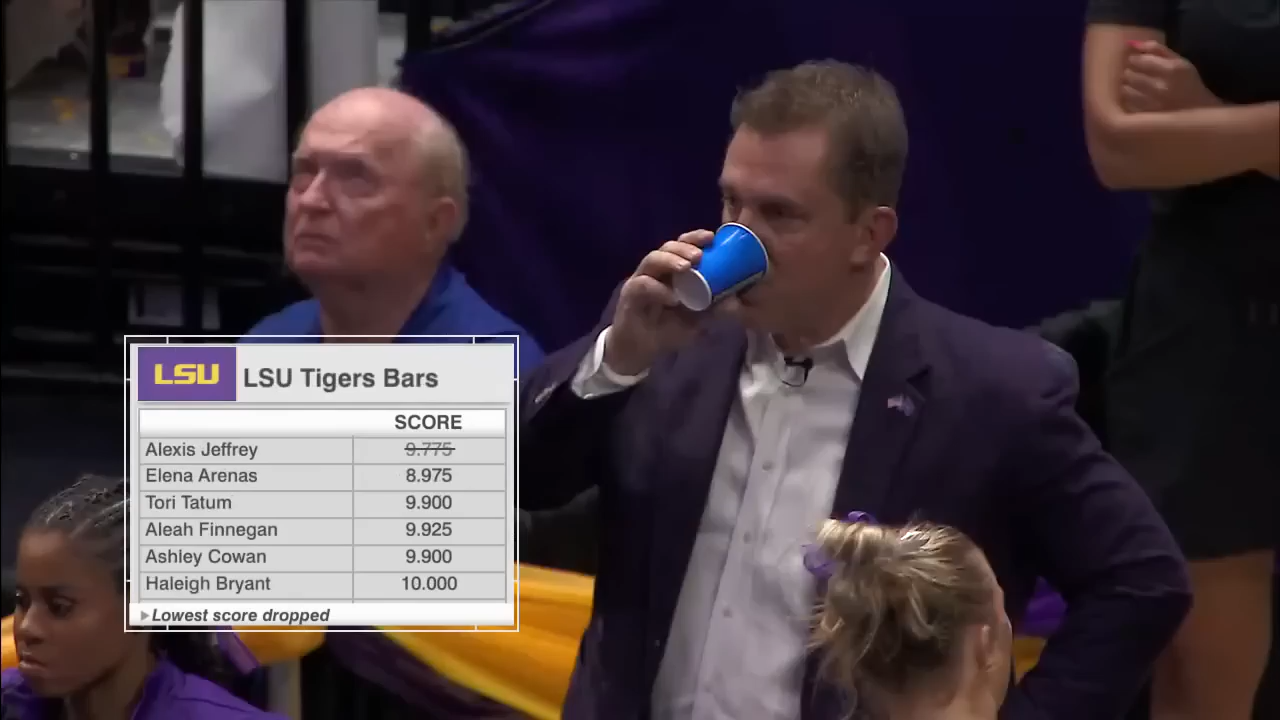 LSU
LSU Tigers Bars
SCORE
Alexis Jeffrey 9.775
Elena Arenas 8.975
Tori Tatum 9.900
Aleah Finnegan 9.925
Ashley Cowan 9.900
Haleigh Bryant 10.000
Lowest score dropped